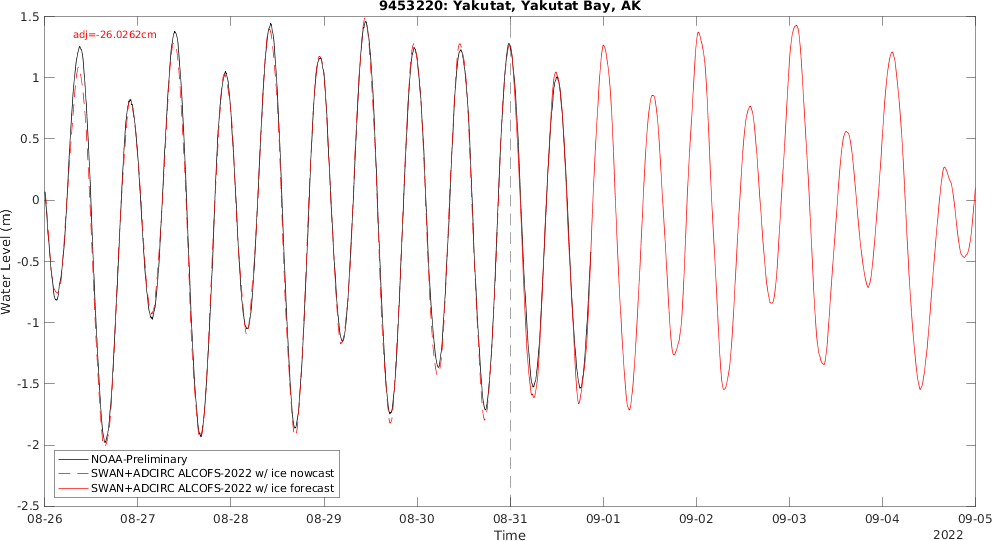 9453220: Yakutat, Yakutat Bay, AK
adj=-26.0262cm
1.5
1
0.5
0
-0.5
-1
-1.5
-2
-2.5
Water Level (m)
NOAA-Preliminary
SWAN+ADCIRC ALCOFS-2022 w/ ice nowcast
SWAN+ADCIRC ALCOFS-2022 w/ ice forecast
08-26 08-27 08-28 08-29 08-30 08-31 09-01 09-02 09-03 09-04 09-05
Time
2022